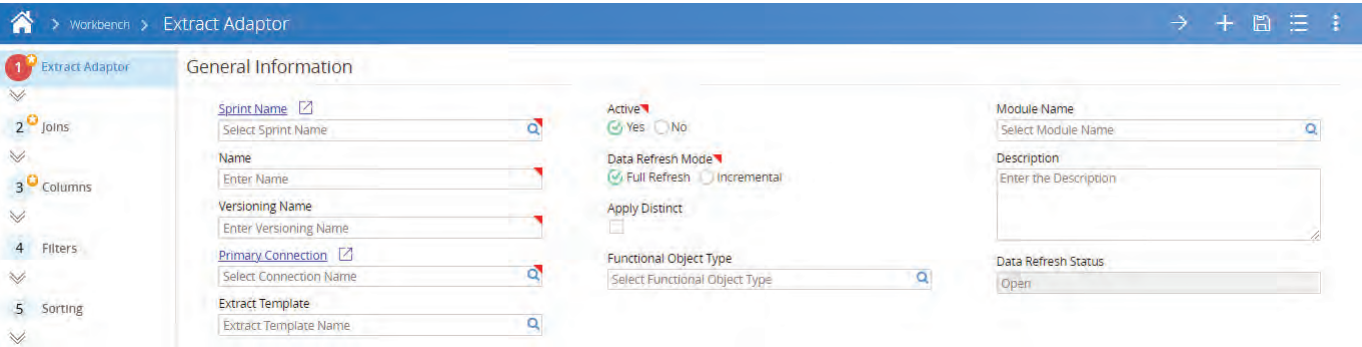 > Workbench > Extract Adaptor
1 Extract Adaptor
2 Joins
3 Columns
4 Filters
5 Sorting
General Information
Sprint Name
Select Sprint Name
Name
Enter Name
Versioning Name
Enter Versioning Name
Primary Connection
Select Connection Name
Extract Template
Extract Template Name
Active
Yes No
Data Refresh Mode
Full Refresh Incremental
Apply Distinct
Functional Object Type
Select Functional Object Type
Module Name
Select Module Name
Description
Enter the Description
Data Refresh Status
Open